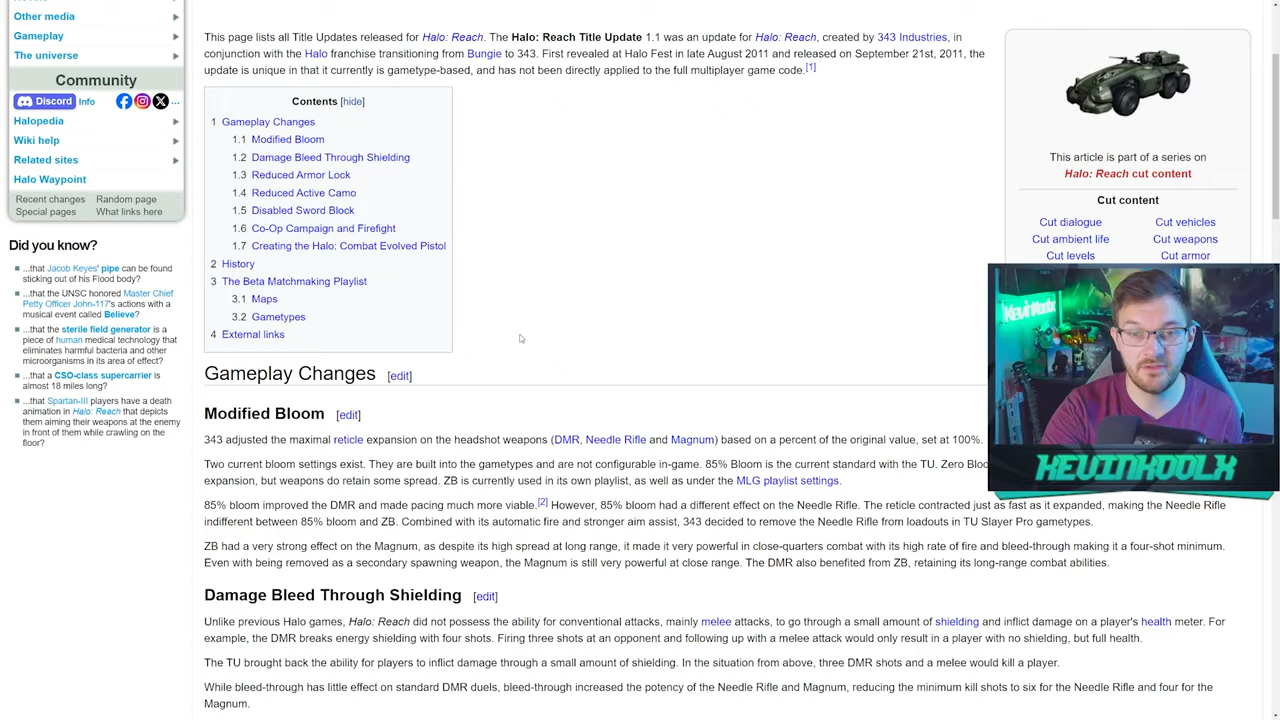 Other media
Gameplay
The universe
Community
Discord Info ...
Halopedia
Wiki help
Related sites
Halo Waypoint
Recent changes Random page
Special pages What links here
Did you know?
...that Jacob Keyes' pipe can be found
sticking out of his Flood body?
...that the UNSC honored Master Chief
Petty Officer John-117's actions with a
musical event called Believe?
...that the sterile field generator is a
piece of human medical technology that
eliminates harmful bacteria and other
microorganisms in its area of effect?
...that a CSO-class supercarrier is
almost 18 miles long?
...that Spartan-III players have a death
animation in Halo: Reach that depicts
them aiming their weapons at the enemy
in front of them while crawling on the
floor?
This page lists all Title Updates released for Halo: Reach. The Halo: Reach Title Update 1.1 was an update for Halo: Reach, created by 343 Industries, in
conjunction with the Halo franchise transitioning from Bungie to 343. First revealed at Halo Fest in late August 2011 and released on September 21st, 2011, the
update is unique in that it currently is gametype-based, and has not been directly applied to the full multiplayer game code.[1]
Contents [hide]
1 Gameplay Changes
1.1 Modified Bloom
1.2 Damage Bleed Through Shielding
1.3 Reduced Armor Lock
1.4 Reduced Active Camo
1.5 Disabled Sword Block
1.6 Co-Op Campaign and Firefight
1.7 Creating the Halo: Combat Evolved Pistol
2 History
3 The Beta Matchmaking Playlist
3.1 Maps
3.2 Gametypes
4 External links
Gameplay Changes [edit]
Modified Bloom [edit]
343 adjusted the maximal reticle expansion on the headshot weapons (DMR, Needle Rifle and Magnum) based on a percent of the original value, set at 100%.
Two current bloom settings exist. They are built into the gametypes and are not configurable in-game. 85% Bloom is the current standard with the TU. Zero Bloo
expansion, but weapons do retain some spread. ZB is currently used in its own playlist, as well as under the MLG playlist settings.
85% bloom improved the DMR and made pacing much more viable.[2] However, 85% bloom had a different effect on the Needle Rifle. The reticle contracted just as fast as it expanded, making the Needle Rifle
indifferent between 85% bloom and ZB. Combined with its automatic fire and stronger aim assist, 343 decided to remove the Needle Rifle from loadouts in TU Slayer Pro gametypes.
ZB had a very strong effect on the Magnum, as despite its high spread at long range, it made it very powerful in close-quarters combat with its high rate of fire and bleed-through making it a four-shot minimum.
Even with being removed as a secondary spawning weapon, the Magnum is still very powerful at close range. The DMR also benefited from ZB, retaining its long-range combat abilities.
Damage Bleed Through Shielding [edit]
Unlike previous Halo games, Halo: Reach did not possess the ability for conventional attacks, mainly melee attacks, to go through a small amount of shielding and inflict damage on a player's health meter. For
example, the DMR breaks energy shielding with four shots. Firing three shots at an opponent and following up with a melee attack would only result in a player with no shielding, but full health.
The TU brought back the ability for players to inflict damage through a small amount of shielding. In the situation from above, three DMR shots and a melee would kill a player.
While bleed-through has little effect on standard DMR duels, bleed-through increased the potency of the Needle Rifle and Magnum, reducing the minimum kill shots to six for the Needle Rifle and four for the
Magnum.
This article is part of a series on
Halo: Reach cut content
Cut content
Cut dialogue Cut vehicles
Cut ambient life Cut weapons
Cut levels Cut armor
KevinKoolx
KEVINKOOLX